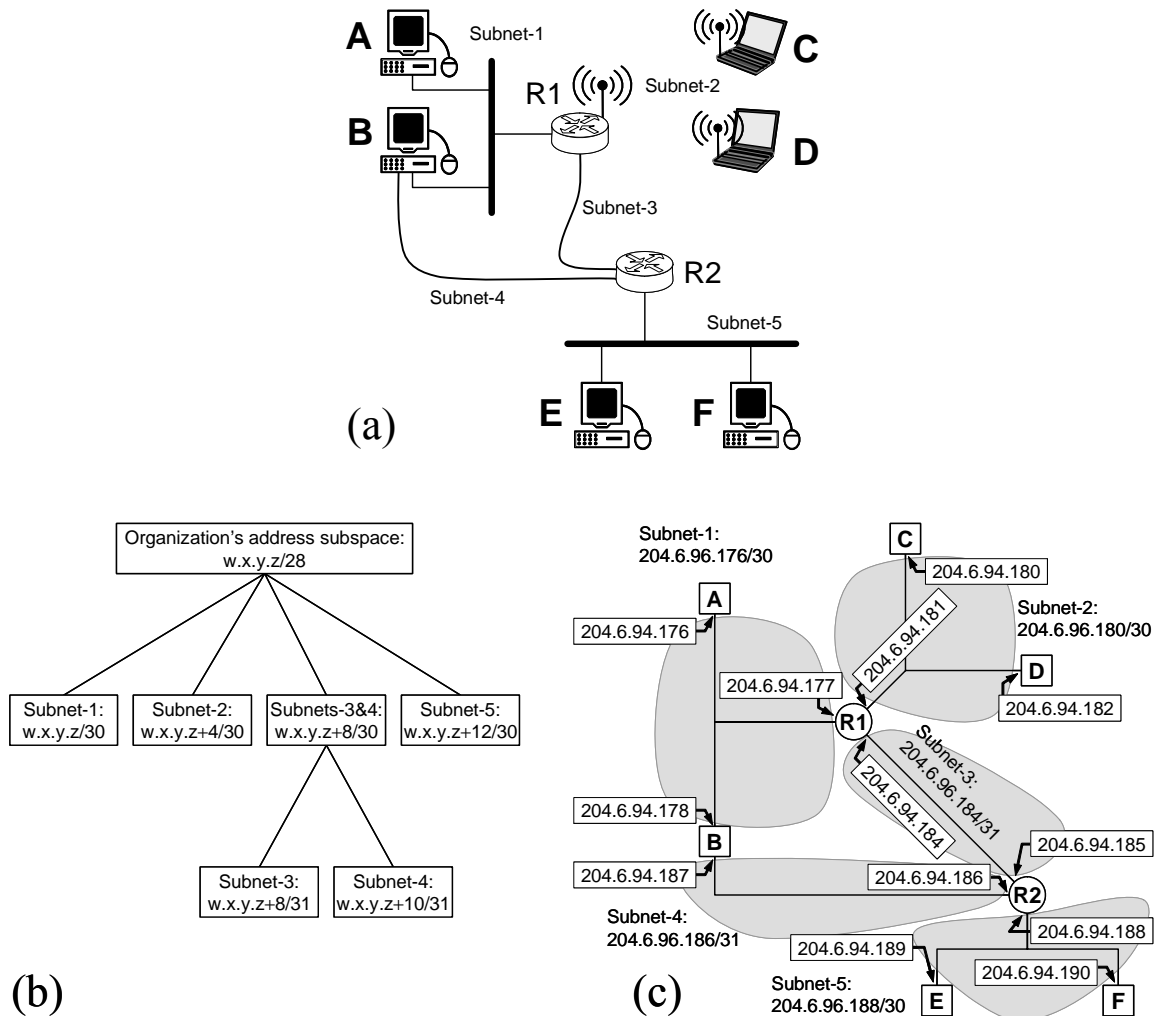 A
Subnet-1
C
R1
Subnet-2
B
D
Subnet-3
R2
Subnet-4
Subnet-5
E
F
(a)
Organization's address subspace:
w.x.y.z/28
Subnet-1:
w.x.y.z/30
Subnet-2:
w.x.y.z+4/30
Subnets-3&4:
w.x.y.z+8/30
Subnet-5:
w.x.y.z+12/30
Subnet-3:
w.x.y.z+8/31
Subnet-4:
w.x.y.z+10/31
(b)
Subnet-1:
204.6.96.176/30
C
204.6.94.180
A
204.6.94.181
Subnet-2:
204.6.96.180/30
204.6.94.176
204.6.94.177
D
204.6.94.182
R1
Subnet-3:
204.6.96.184/31
204.6.94.184
204.6.94.178
B
204.6.94.185
204.6.94.187
204.6.94.186
R2
Subnet-4:
204.6.96.186/31
204.6.94.188
204.6.94.189
204.6.94.190
Subnet-5:
204.6.96.188/30
E
F
(c)